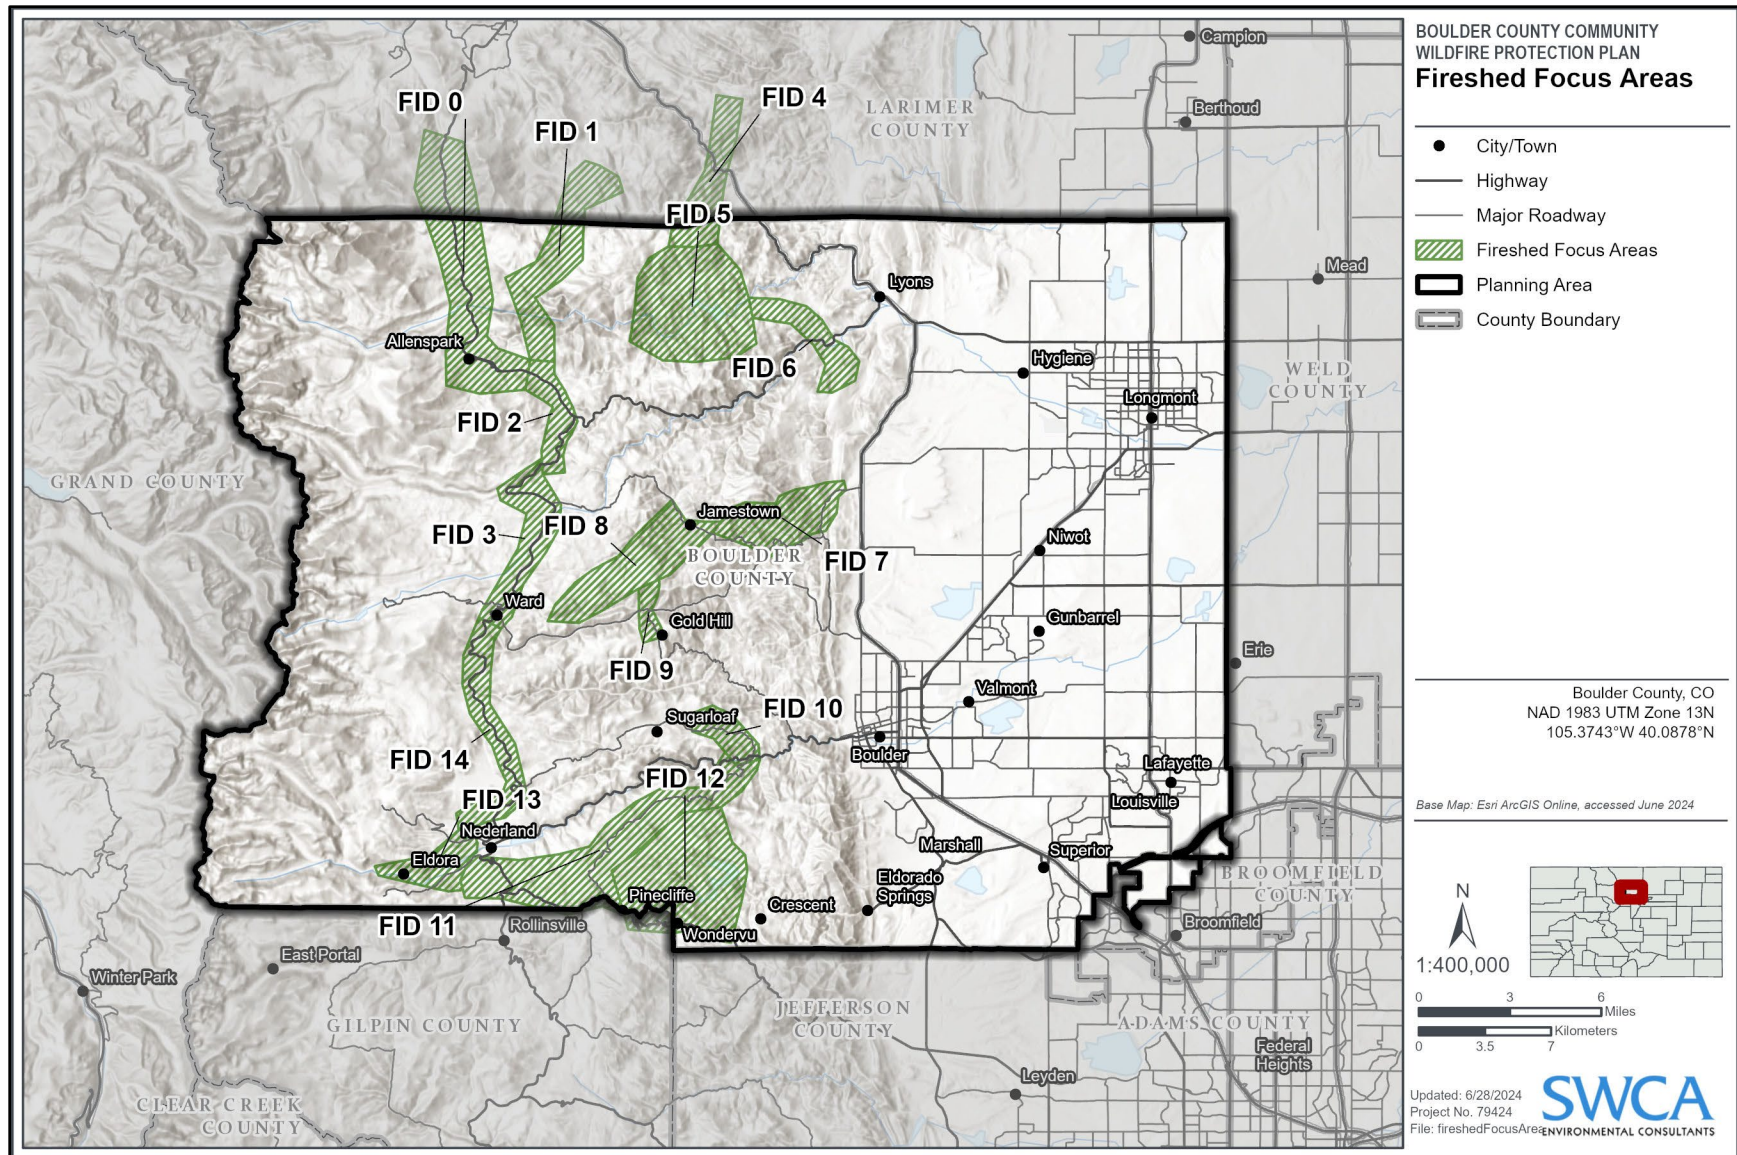 BOULDER COUNTY COMMUNITY
WILDFIRE PROTECTION PLAN
Fireshed Focus Areas
City/Town
Highway
Major Roadway
Fireshed Focus Areas
Planning Area
County Boundary
Boulder County, CO
NAD 1983 UTM Zone 13N
105.3743°W 40.0878°N
Base Map: Esri ArcGIS Online, accessed June 2024
N
1:400,000
0 3 6
Miles
Kilometers
0 3.5 7
Updated: 6/28/2024
Project No. 79424
File: fireshedFocusArea
SWCA
ENVIRONMENTAL CONSULTANTS
Campion
FID 0
FID 4
FID 1
LARIMER
COUNTY
Berthoud
FID 5
Mead
Lyons
Allenspark
FID 6
Hygiene
WELD
COUNTY
Longmont
FID 2
GRAND COUNTY
Jamestown
FID 3
FID 8
BOULDER
COUNTY
FID 7
Niwot
Ward
Gold Hill
Gunbarrel
Erie
FID 9
Valmont
Sugarloaf
FID 10
Boulder
FID 14
FID 12
Lafayette
FID 13
Louisville
Nederland
Marshall
Superior
Eldora
Eldorado
Springs
BROOMFIELD
COUNTY
Pinecliffe
Crescent
FID 11
Rollinsville
Wondervu
Broomfield
East Portal
Winter Park
JEFFERSON
COUNTY
GILPIN COUNTY
ADAMS COUNTY
Federal
Heights
Leyden
CLEAR CREEK
COUNTY